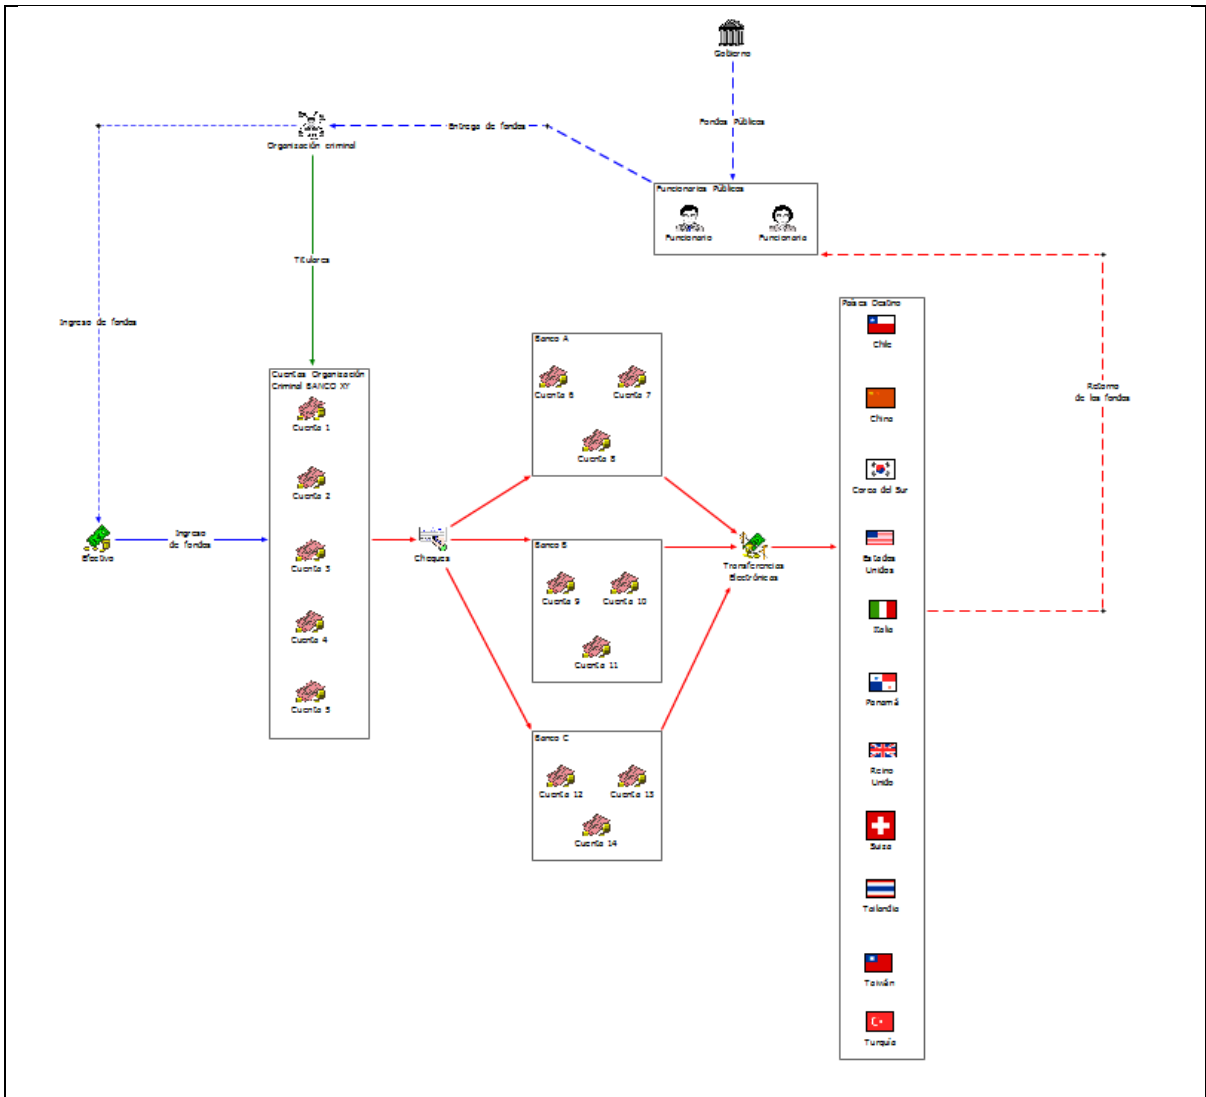 Gobierno
Fondos Públicos
Entrega de fondos
Organización criminal
Funcionarios Públicos
Funcionario
Funcionario
Titulares
Ingreso de fondos
Países Destino
Chile
China
Corea del Sur
Estados
Unidos
Italia
Panamá
Reino
Unido
Suiza
Tailandia
Taiwán
Turquía
Retorno
de los fondos
Banco A
Cuenta 6
Cuenta 7
Cuenta 8
Cuentas Organización
Criminal BANCO XY
Cuenta 1
Cuenta 2
Cuenta 3
Cuenta 4
Cuenta 5
Efectivo
Ingreso
de fondos
Cheques
Banco B
Cuenta 9
Cuenta 10
Cuenta 11
Transferencias
Electrónicas
Banco C
Cuenta 12
Cuenta 13
Cuenta 14